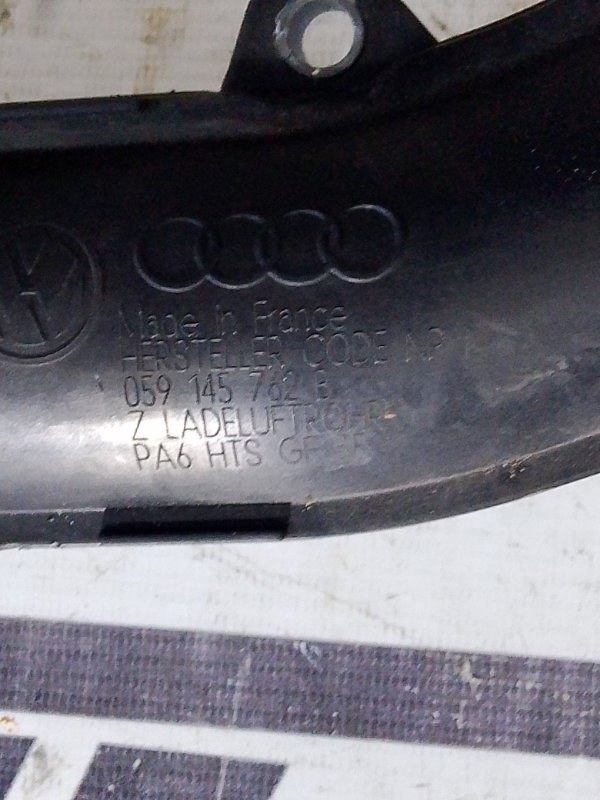 Made In France
HERSTELLER CODE
059 145 762 B
Z LADELUFTROHR
PA6 HTS